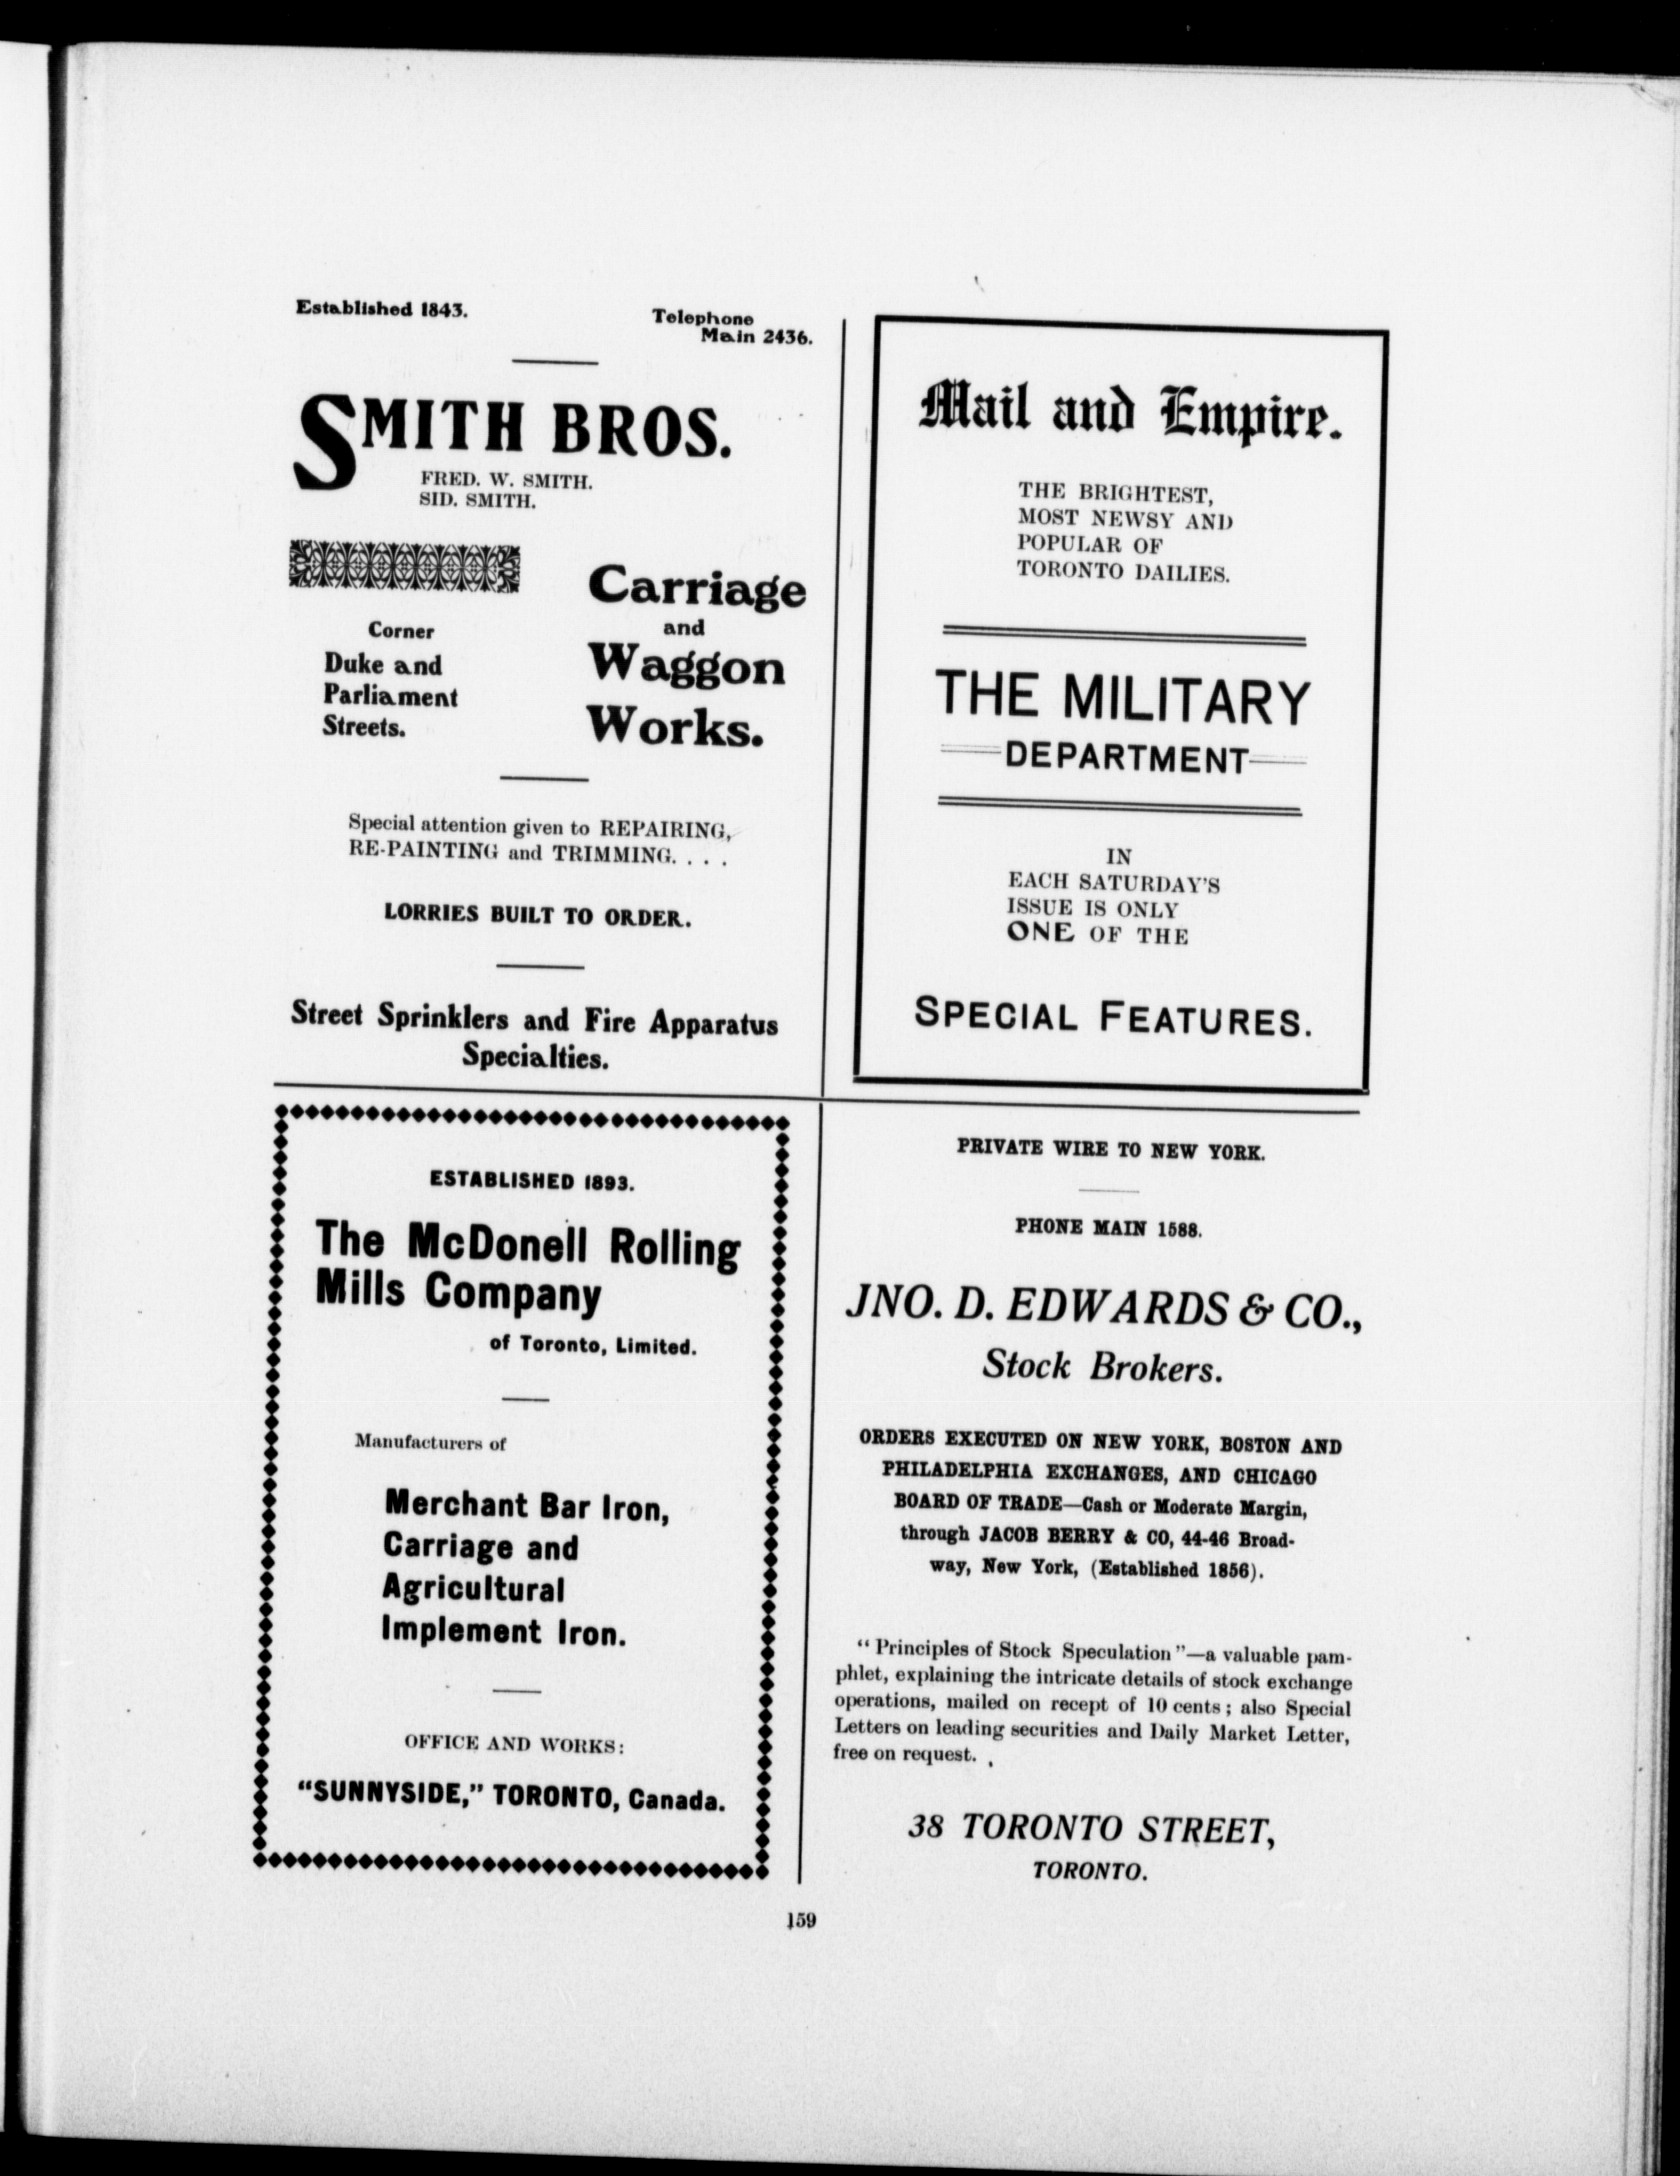 Established 1843.
Telephone
Main 2436.
SMITH BROS.
FRED. W. SMITH.
SID. SMITH.
Corner
Duke and
Parliament
Streets.
Carriage
and
Waggon
Works.
Special attention given to REPAIRING,
RE-PAINTING and TRIMMING. . . .
LORRIES BUILT TO ORDER.
Street Sprinklers and Fire Apparatus
Specialties.
Mail and Empire.
THE BRIGHTEST,
MOST NEWSY AND
POPULAR OF
TORONTO DAILIES.
THE MILITARY
DEPARTMENT
IN
EACH SATURDAY'S
ISSUE IS ONLY
ONE OF THE
SPECIAL FEATURES.
ESTABLISHED 1893.
The McDonell Rolling
Mills Company
of Toronto, Limited.
Manufacturers of
Merchant Bar Iron,
Carriage and
Agricultural
Implement Iron.
OFFICE AND WORKS:
"SUNNYSIDE," TORONTO, Canada.
PRIVATE WIRE TO NEW YORK.
PHONE MAIN 1588.
JNO. D. EDWARDS & CO.,
Stock Brokers.
ORDERS EXECUTED ON NEW YORK, BOSTON AND
PHILADELPHIA EXCHANGES, AND CHICAGO
BOARD OF TRADE—Cash or Moderate Margin,
through JACOB BERRY & CO, 44-46 Broad-
way, New York, (Established 1856).
"Principles of Stock Speculation"—a valuable pam-
phlet, explaining the intricate details of stock exchange
operations, mailed on recept of 10 cents; also Special
Letters on leading securities and Daily Market Letter,
free on request.
38 TORONTO STREET,
TORONTO.
159